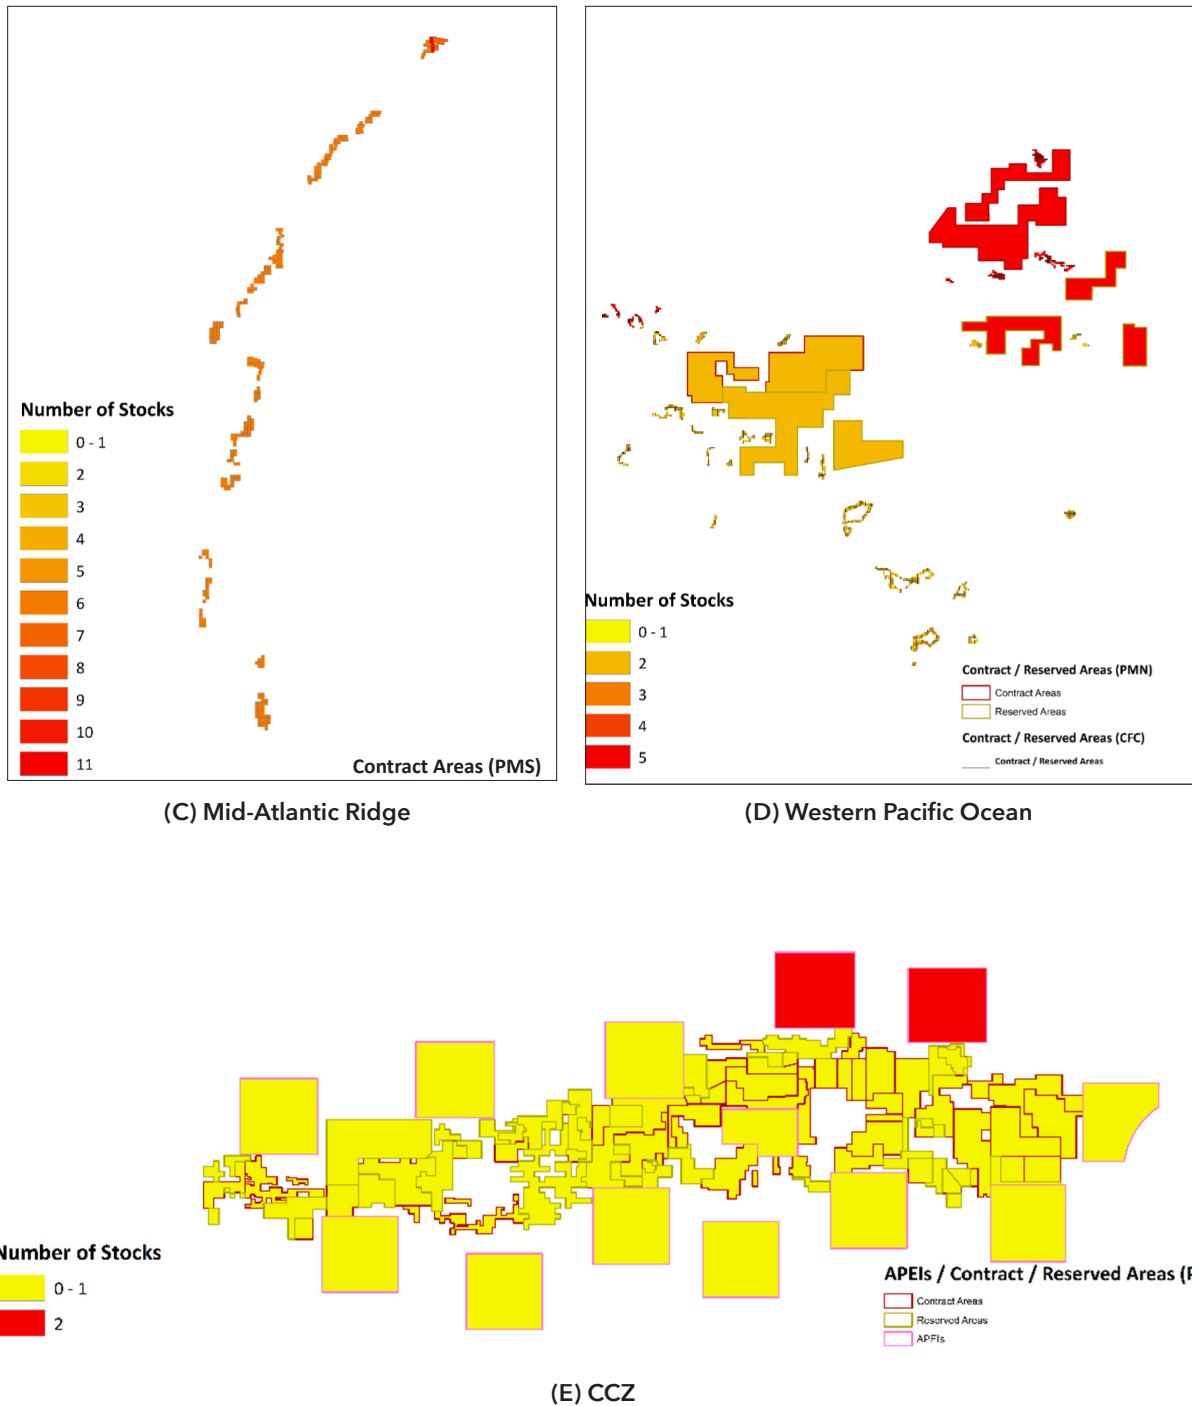 Number of Stocks
0 - 1
2
3
4
5
6
7
8
9
10
11
Contract Areas (PMS)
(C) Mid-Atlantic Ridge
Number of Stocks
0 - 1
2
3
4
5
Contract / Reserved Areas (PMN)
Contract Areas
Reserved Areas
Contract / Reserved Areas (CFC)
Contract / Reserved Areas
(D) Western Pacific Ocean
Number of Stocks
0 - 1
2
APEIs / Contract / Reserved Areas (P
Contract Areas
Reserved Areas
APEIs
(E) CCZ